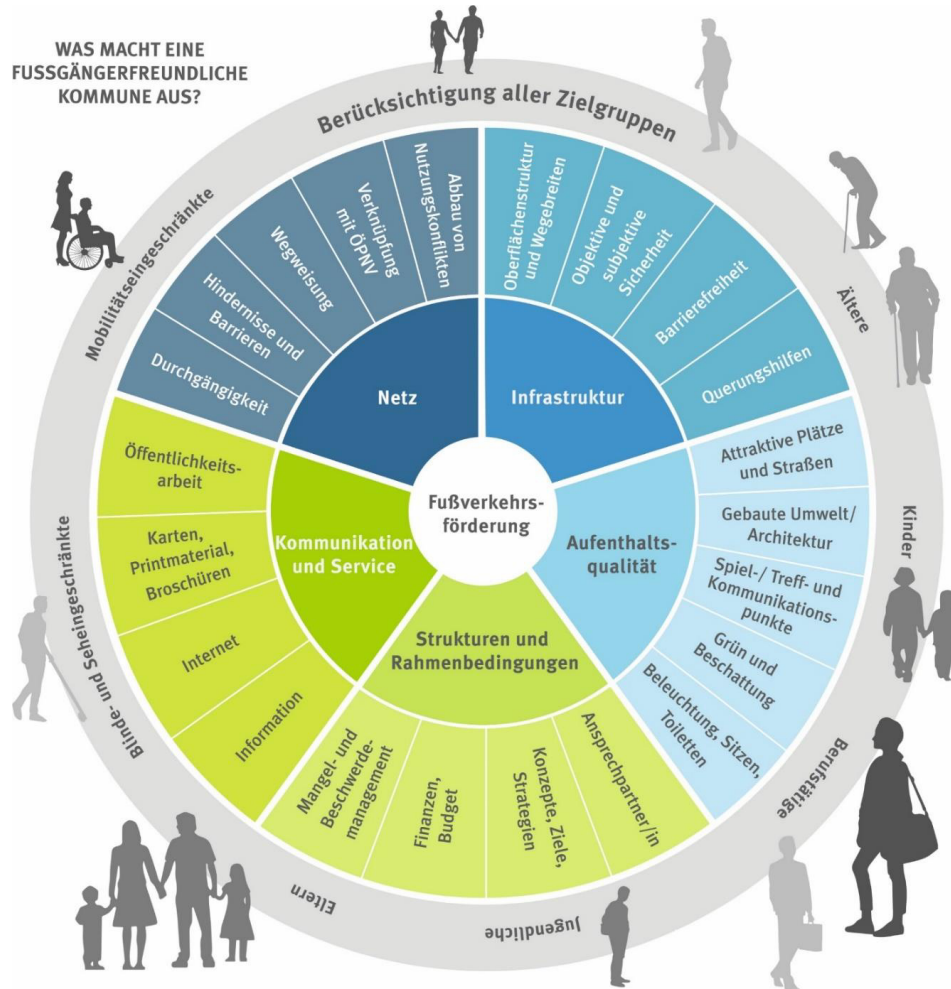 WAS MACHT EINE
FUSSGÄNGERFREUNDLICHE
KOMMUNE AUS?
Berücksichtigung aller Zielgruppen
Ältere
Kinder
Berufstätige
Jugendliche
Eltern
Blinde- und Seheingeschränkte
Mobilitätseingeschränkte
Fußverkehrs-
förderung
Netz
Durchgängigkeit
Hindernisse und
Barrieren
Wegweisung
Verknüpfung
mit ÖPNV
Abbau von
Nutzungskonflikten
Infrastruktur
Oberflächenstruktur
und Wegebreiten
Objektive und
subjektive
Sicherheit
Barrierefreiheit
Querungshilfen
Aufenthalts-
qualität
Attraktive Plätze
und Straßen
Gebaute Umwelt/
Architektur
Spiel-/ Treff- und
Kommunikations-
punkte
Grün und
Beschattung
Beleuchtung, Sitzen,
Toiletten
Strukturen und
Rahmenbedingungen
Ansprechpartner/in
Konzepte, Ziele,
Strategien
Finanzen,
Budget
Mangel- und
Beschwerde-
management
Kommunikation
und Service
Information
Internet
Karten,
Printmaterial,
Broschüren
Öffentlichkeits-
arbeit